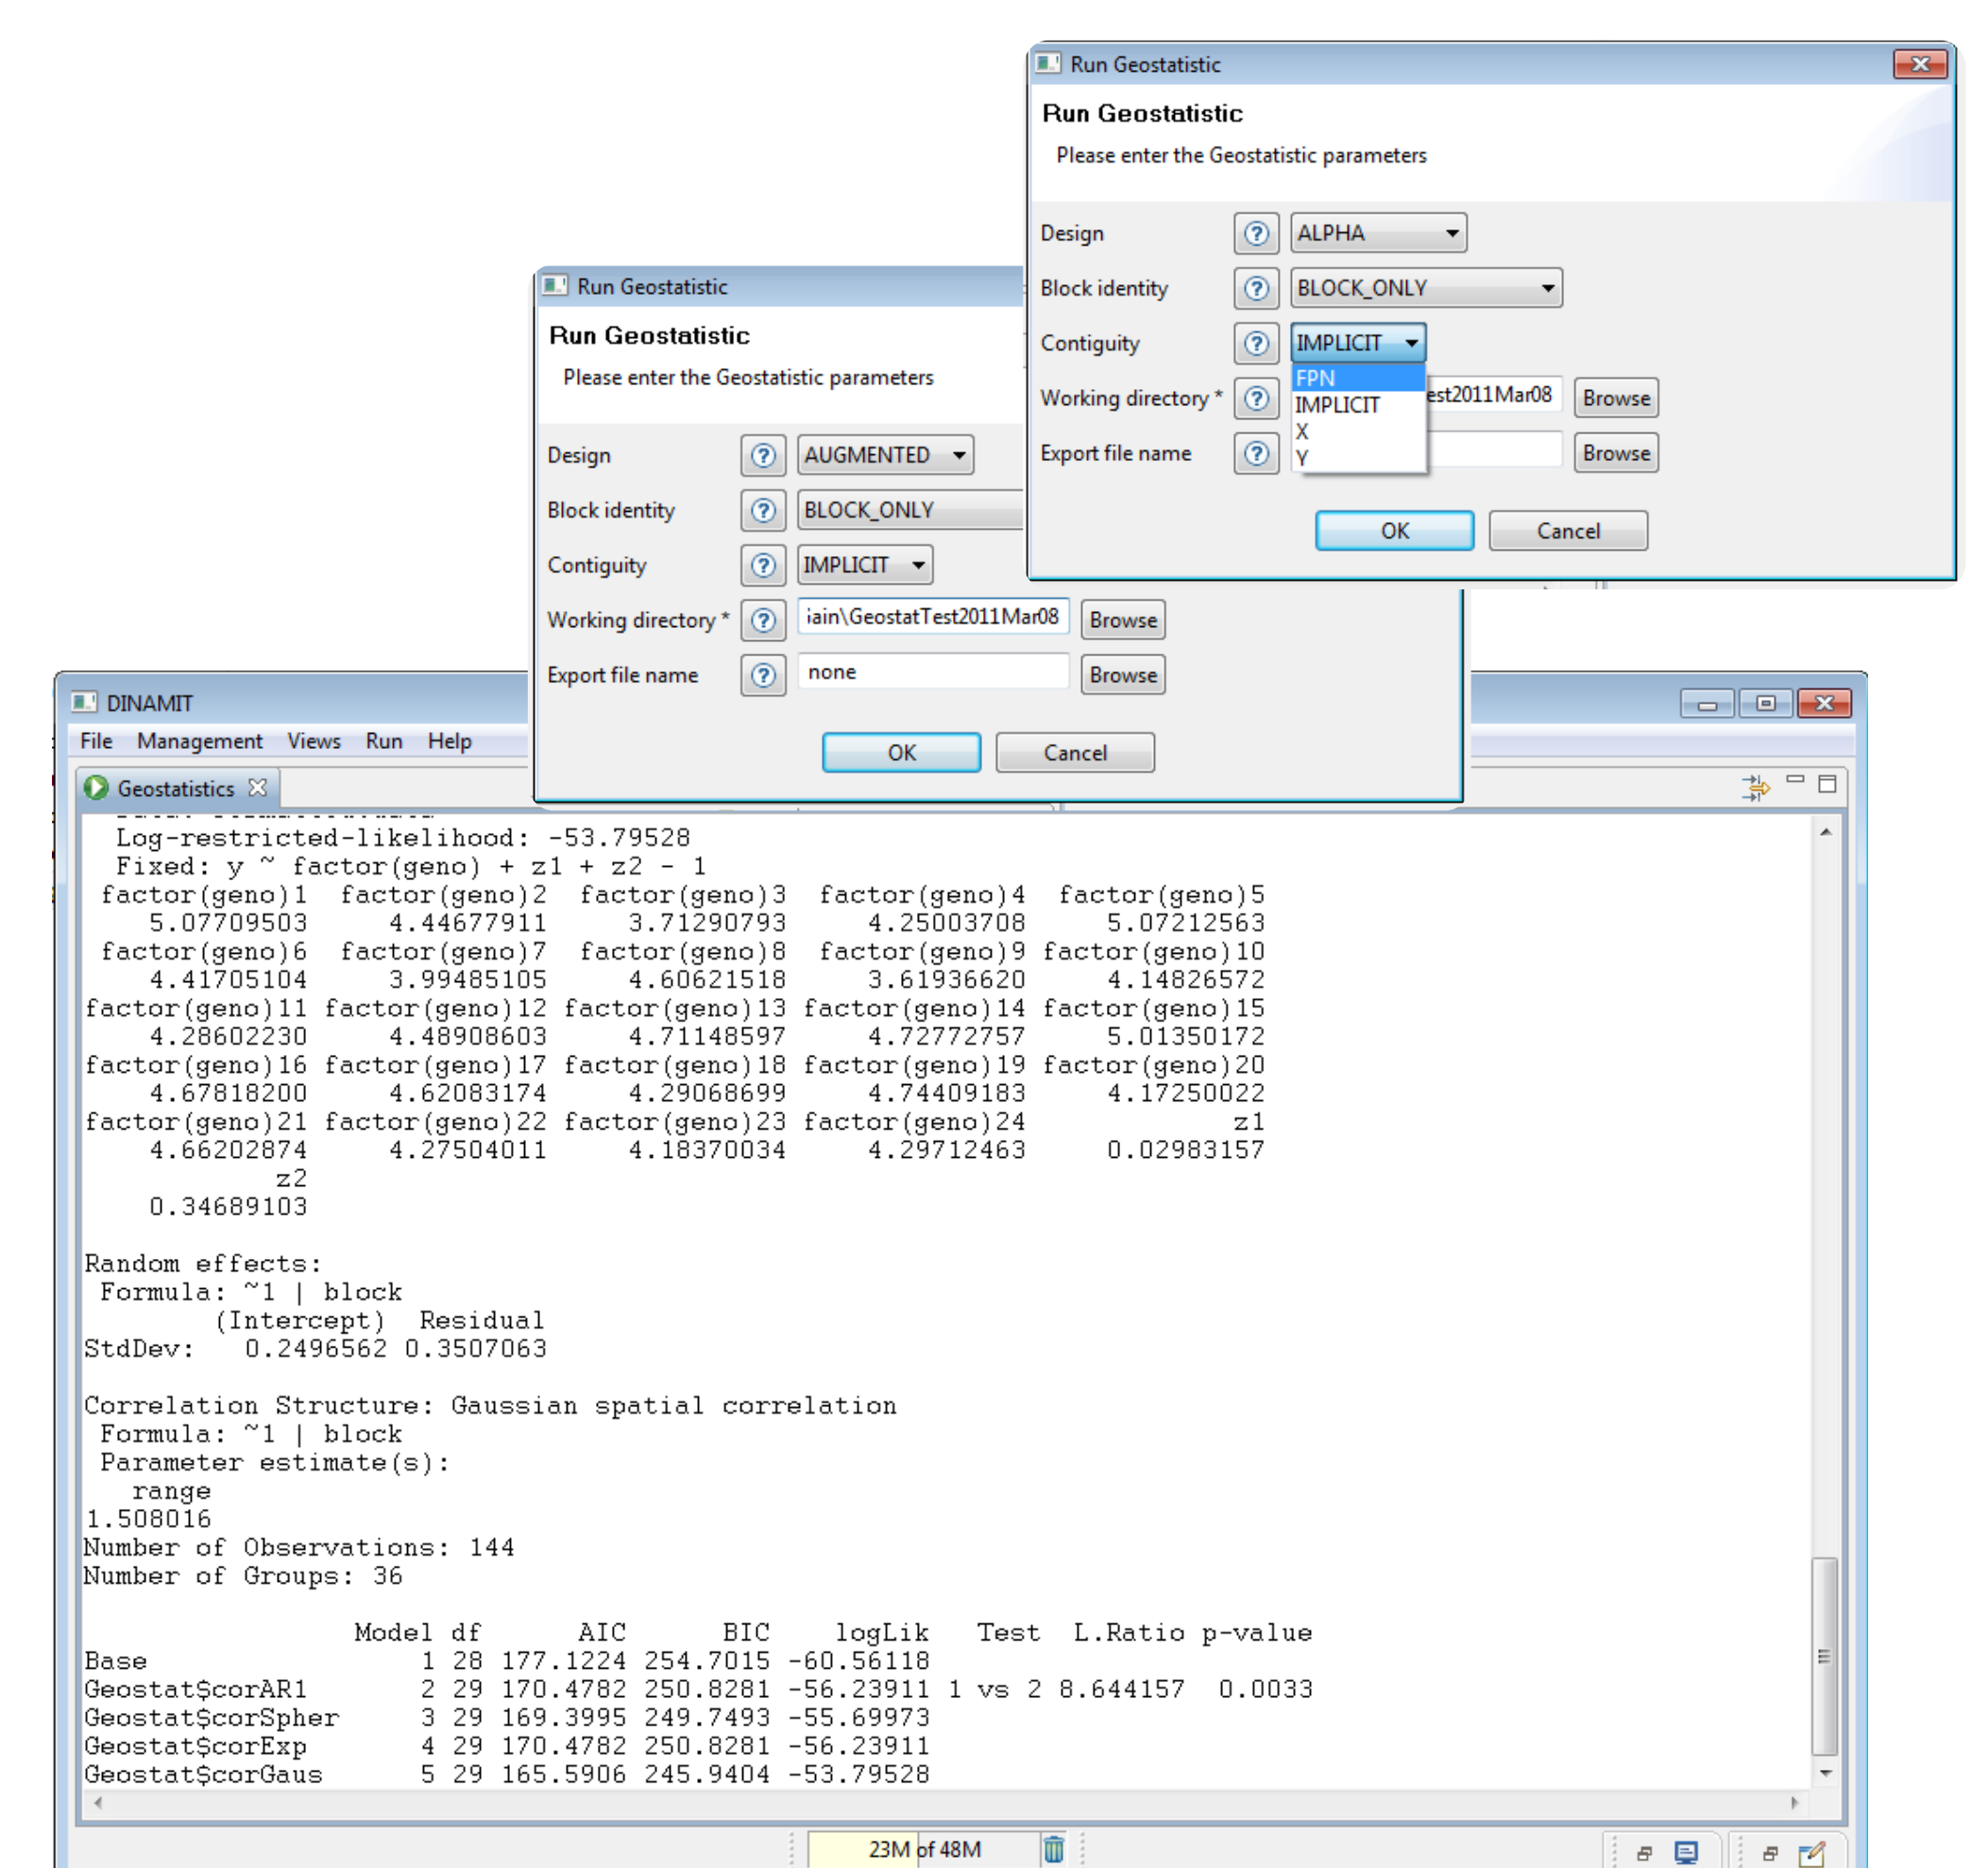 Run Geostatistic
Run Geostatistic
Please enter the Geostatistic parameters
Design ALPHA
Block identity BLOCK_ONLY
Contiguity IMPLICIT
FPN
IMPLICIT
X
Y
Working directory * est2011Mar08 Browse
Export file name Browse
OK Cancel
Run Geostatistic
Run Geostatistic
Please enter the Geostatistic parameters
Design AUGMENTED
Block identity BLOCK_ONLY
Contiguity IMPLICIT
Working directory * iain\GeostatTest2011Mar08 Browse
Export file name none Browse
OK Cancel
DINAMIT
File Management Views Run Help
Geostatistics
Log-restricted-likelihood: -53.79528
Fixed: y ~ factor(geno) + z1 + z2 - 1
factor(geno)1 factor(geno)2 factor(geno)3 factor(geno)4 factor(geno)5
5.07709503 4.44677911 3.71290793 4.25003708 5.07212563
factor(geno)6 factor(geno)7 factor(geno)8 factor(geno)9 factor(geno)10
4.41705104 3.99485105 4.60621518 3.61936620 4.14826572
factor(geno)11 factor(geno)12 factor(geno)13 factor(geno)14 factor(geno)15
4.28602230 4.48908603 4.71148597 4.72772757 5.01350172
factor(geno)16 factor(geno)17 factor(geno)18 factor(geno)19 factor(geno)20
4.67818200 4.62083174 4.29068699 4.74409183 4.17250022
factor(geno)21 factor(geno)22 factor(geno)23 factor(geno)24 z1
4.66202874 4.27504011 4.18370034 4.29712463 0.02983157
z2
0.34689103
Random effects:
Formula: ~1 | block
(Intercept) Residual
StdDev: 0.2496562 0.3507063
Correlation Structure: Gaussian spatial correlation
Formula: ~1 | block
Parameter estimate(s):
range
1.508016
Number of Observations: 144
Number of Groups: 36
Model df AIC BIC logLik Test L.Ratio p-value
Base 1 28 177.1224 254.7015 -60.56118
Geostat$corAR1 2 29 170.4782 250.8281 -56.23911 1 vs 2 8.644157 0.0033
Geostat$corSpher 3 29 169.3995 249.7493 -55.69973
Geostat$corExp 4 29 170.4782 250.8281 -56.23911
Geostat$corGaus 5 29 165.5906 245.9404 -53.79528
23M of 48M